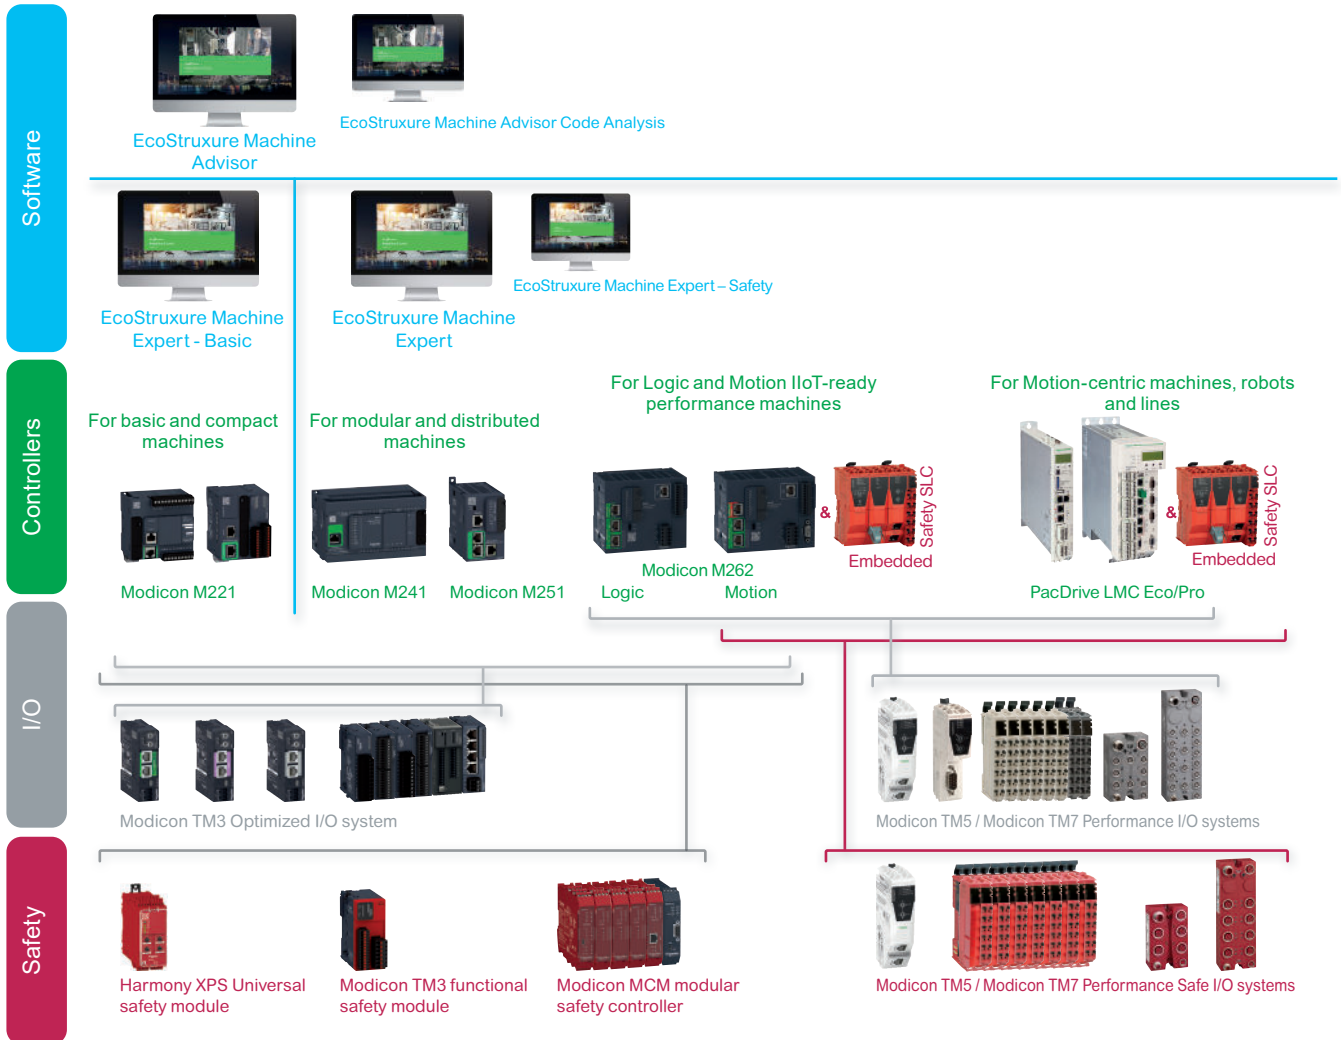 Software
EcoStruxure Machine
Advisor
EcoStruxure Machine Advisor Code Analysis
EcoStruxure Machine
Expert - Basic
EcoStruxure Machine
Expert
EcoStruxure Machine Expert – Safety
Controllers
For basic and compact
machines
For modular and distributed
machines
For Logic and Motion IIoT-ready
performance machines
For Motion-centric machines, robots
and lines
Modicon M221
Modicon M241
Modicon M251
Modicon M262
Logic
Motion
&
Embedded
Safety SLC
PacDrive LMC Eco/Pro
&
Embedded
Safety SLC
I/O
Modicon TM3 Optimized I/O system
Modicon TM5 / Modicon TM7 Performance I/O systems
Safety
Harmony XPS Universal
safety module
Modicon TM3 functional
safety module
Modicon MCM modular
safety controller
Modicon TM5 / Modicon TM7 Performance Safe I/O systems